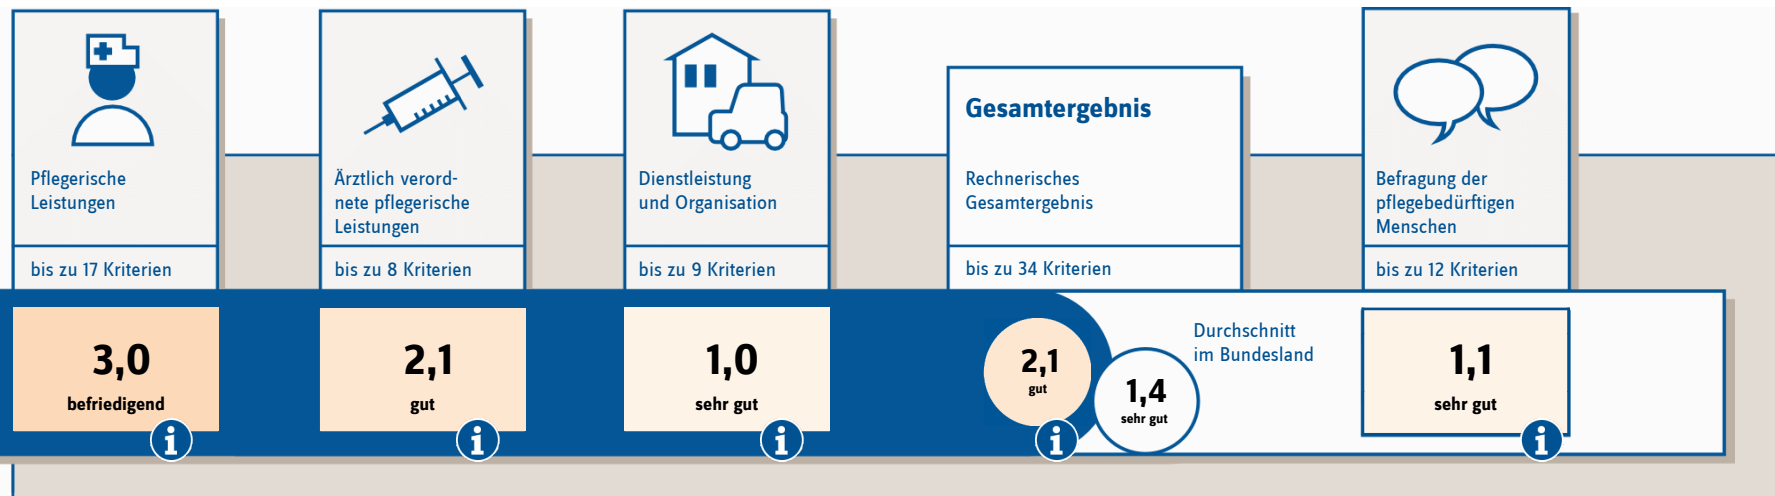 Pflegerische
Leistungen
bis zu 17 Kriterien
3,0
befriedigend
i
Ärztlich verord-
nete pflegerische
Leistungen
bis zu 8 Kriterien
2,1
gut
i
Dienstleistung
und Organisation
bis zu 9 Kriterien
1,0
sehr gut
i
Gesamtergebnis
Rechnerisches
Gesamtergebnis
bis zu 34 Kriterien
2,1
gut
i
1,4
sehr gut
Durchschnitt
im Bundesland
Befragung der
pflegebedürftigen
Menschen
bis zu 12 Kriterien
1,1
sehr gut
i